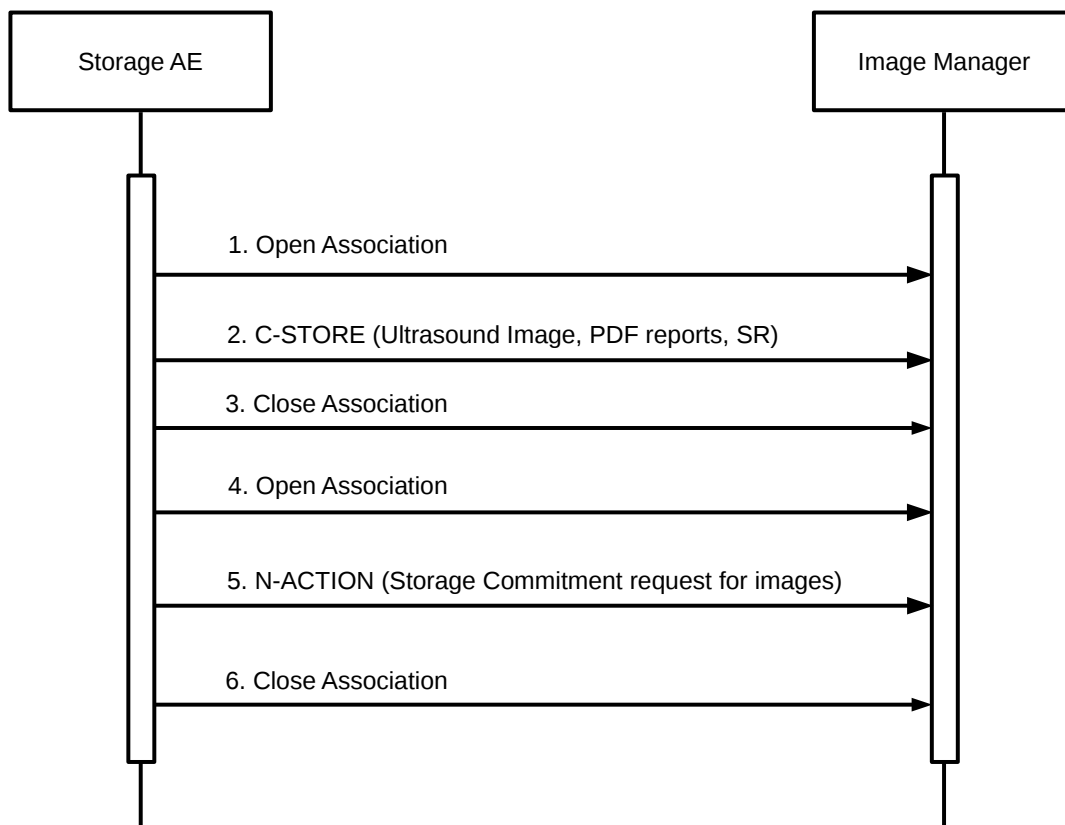 Storage AE
Image Manager
1. Open Association
2. C-STORE (Ultrasound Image, PDF reports, SR)
3. Close Association
4. Open Association
5. N-ACTION (Storage Commitment request for images)
6. Close Association